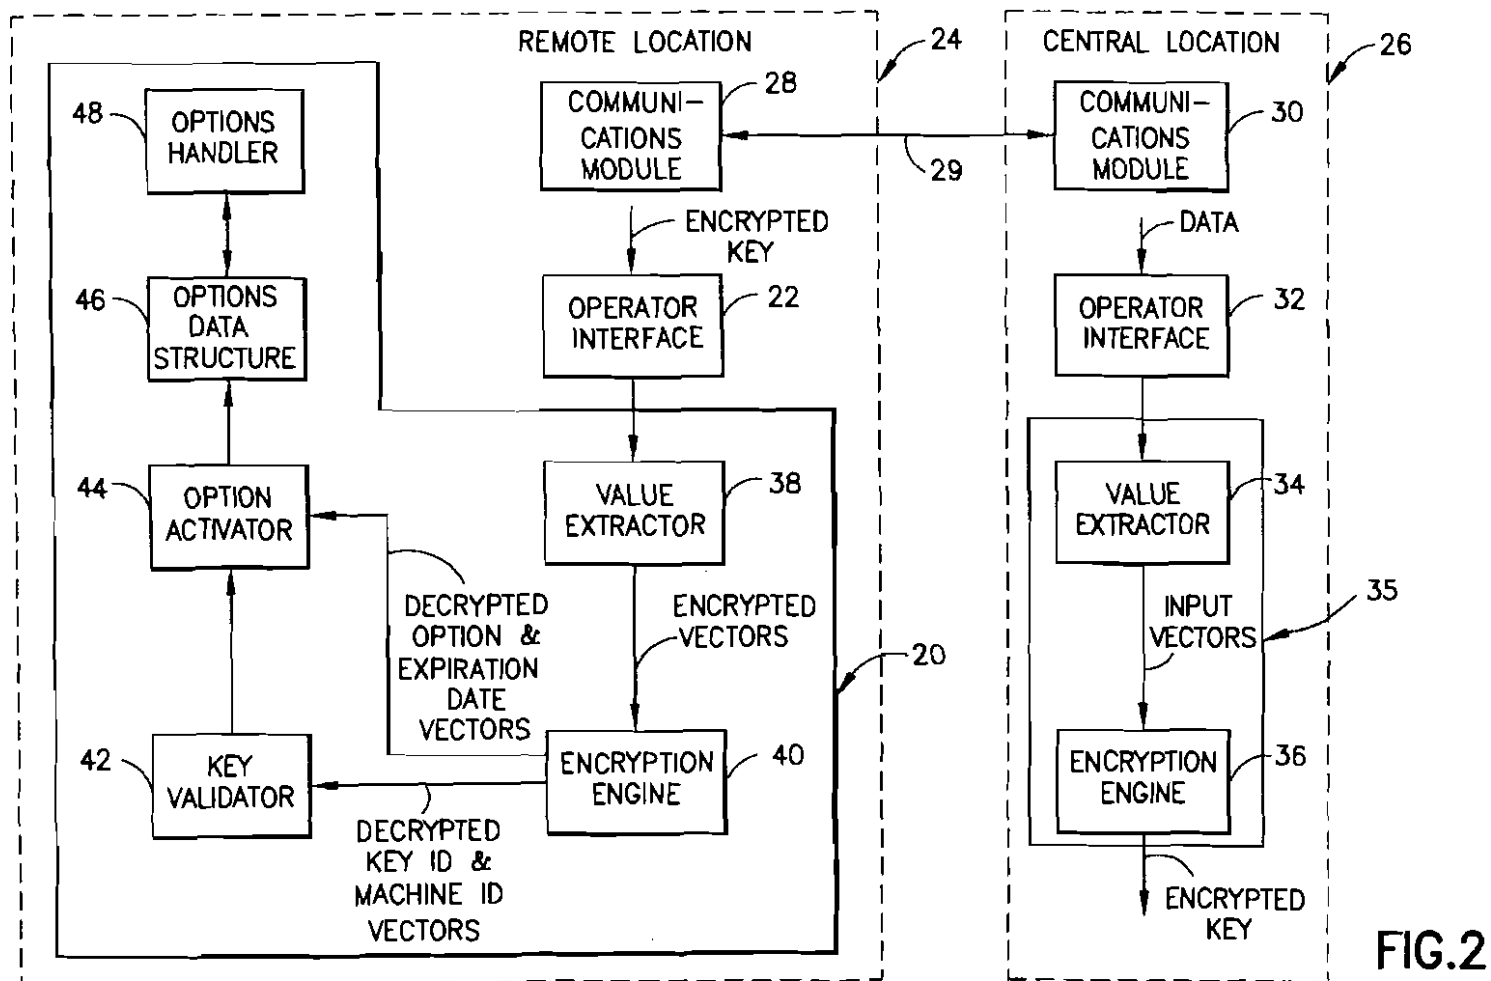 REMOTE LOCATION
24
CENTRAL LOCATION
26
48
OPTIONS
HANDLER
COMMUNI-
CATIONS
MODULE
28
29
COMMUNI-
CATIONS
MODULE
30
ENCRYPTED
KEY
DATA
46
OPTIONS
DATA
STRUCTURE
OPERATOR
INTERFACE
22
OPERATOR
INTERFACE
32
44
OPTION
ACTIVATOR
VALUE
EXTRACTOR
38
VALUE
EXTRACTOR
34
DECRYPTED
OPTION &
EXPIRATION
DATE
VECTORS
ENCRYPTED
VECTORS
20
INPUT
VECTORS
35
42
KEY
VALIDATOR
ENCRYPTION
ENGINE
40
ENCRYPTION
ENGINE
36
DECRYPTED
KEY ID &
MACHINE ID
VECTORS
ENCRYPTED
KEY
FIG.2